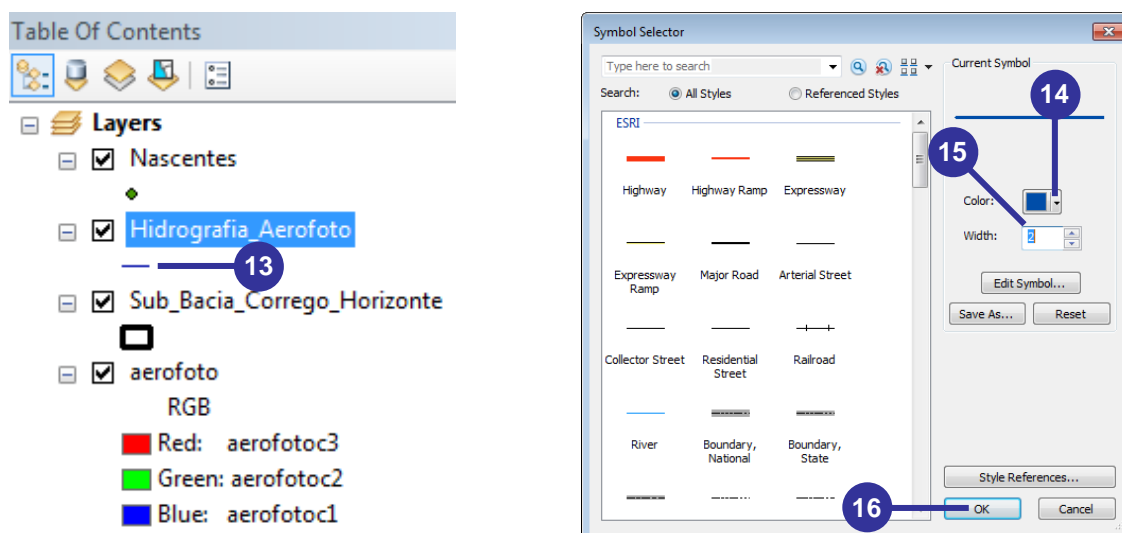 Table Of Contents
Layers
Nascentes
Hidrografia_Aerofoto
13
Sub_Bacia_Corrego_Horizonte
aerofoto
RGB
Red: aerofotoc3
Green: aerofotoc2
Blue: aerofotoc1
Symbol Selector
Type here to search
Search: All Styles Referenced Styles
ESRI
Highway Highway Ramp Expressway
Expressway Ramp Major Road Arterial Street
Collector Street Residential Street Railroad
River Boundary, National Boundary, State
Current Symbol
14
15
Color:
Width: 2
Edit Symbol...
Save As... Reset
Style References...
16
OK Cancel